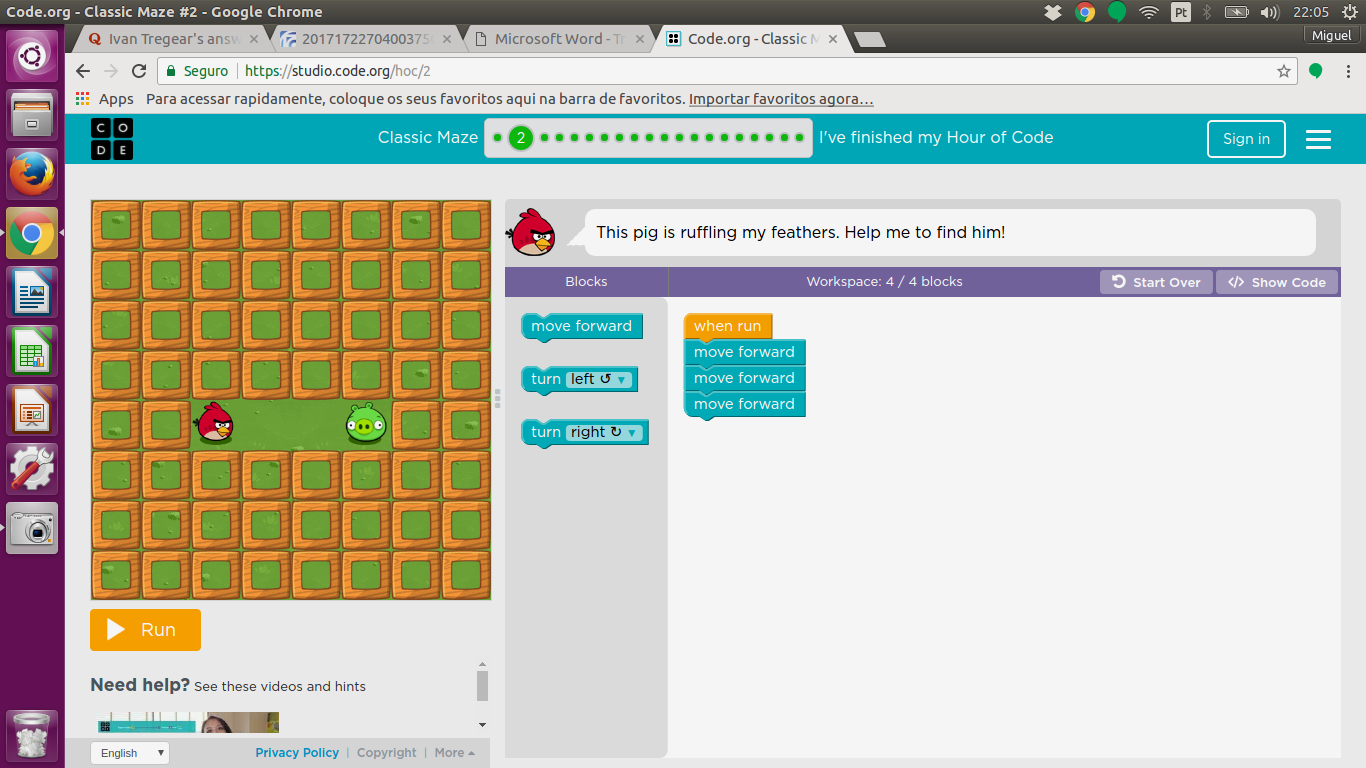 Code.org - Classic Maze #2 - Google Chrome
Pt
22:05
Ivan Tregear's answ
Microsoft Word - Tr
Code.org - Classic M
Miguel
Seguro
https://studio.code.org/hoc/2
Apps Para acessar rapidamente, coloque os seus favoritos aqui na barra de favoritos. Importar favoritos agora...
C O
D E
Classic Maze 2 I've finished my Hour of Code
Sign in
This pig is ruffling my feathers. Help me to find him!
Blocks
Workspace: 4 / 4 blocks
Start Over
</> Show Code
move forward
turn left ↺ ▼
turn right ↻ ▼
when run
move forward
move forward
move forward
Run
Need help? See these videos and hints
English
Privacy Policy | Copyright | More